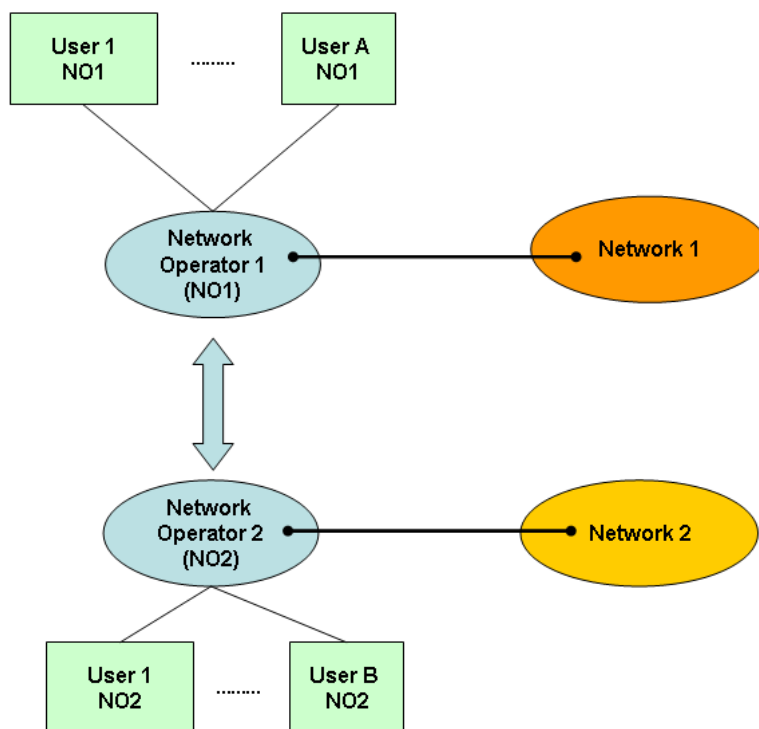 User 1
NO1
.........
User A
NO1
Network
Operator 1
(NO1)
Network 1
Network
Operator 2
(NO2)
Network 2
User 1
NO2
.........
User B
NO2